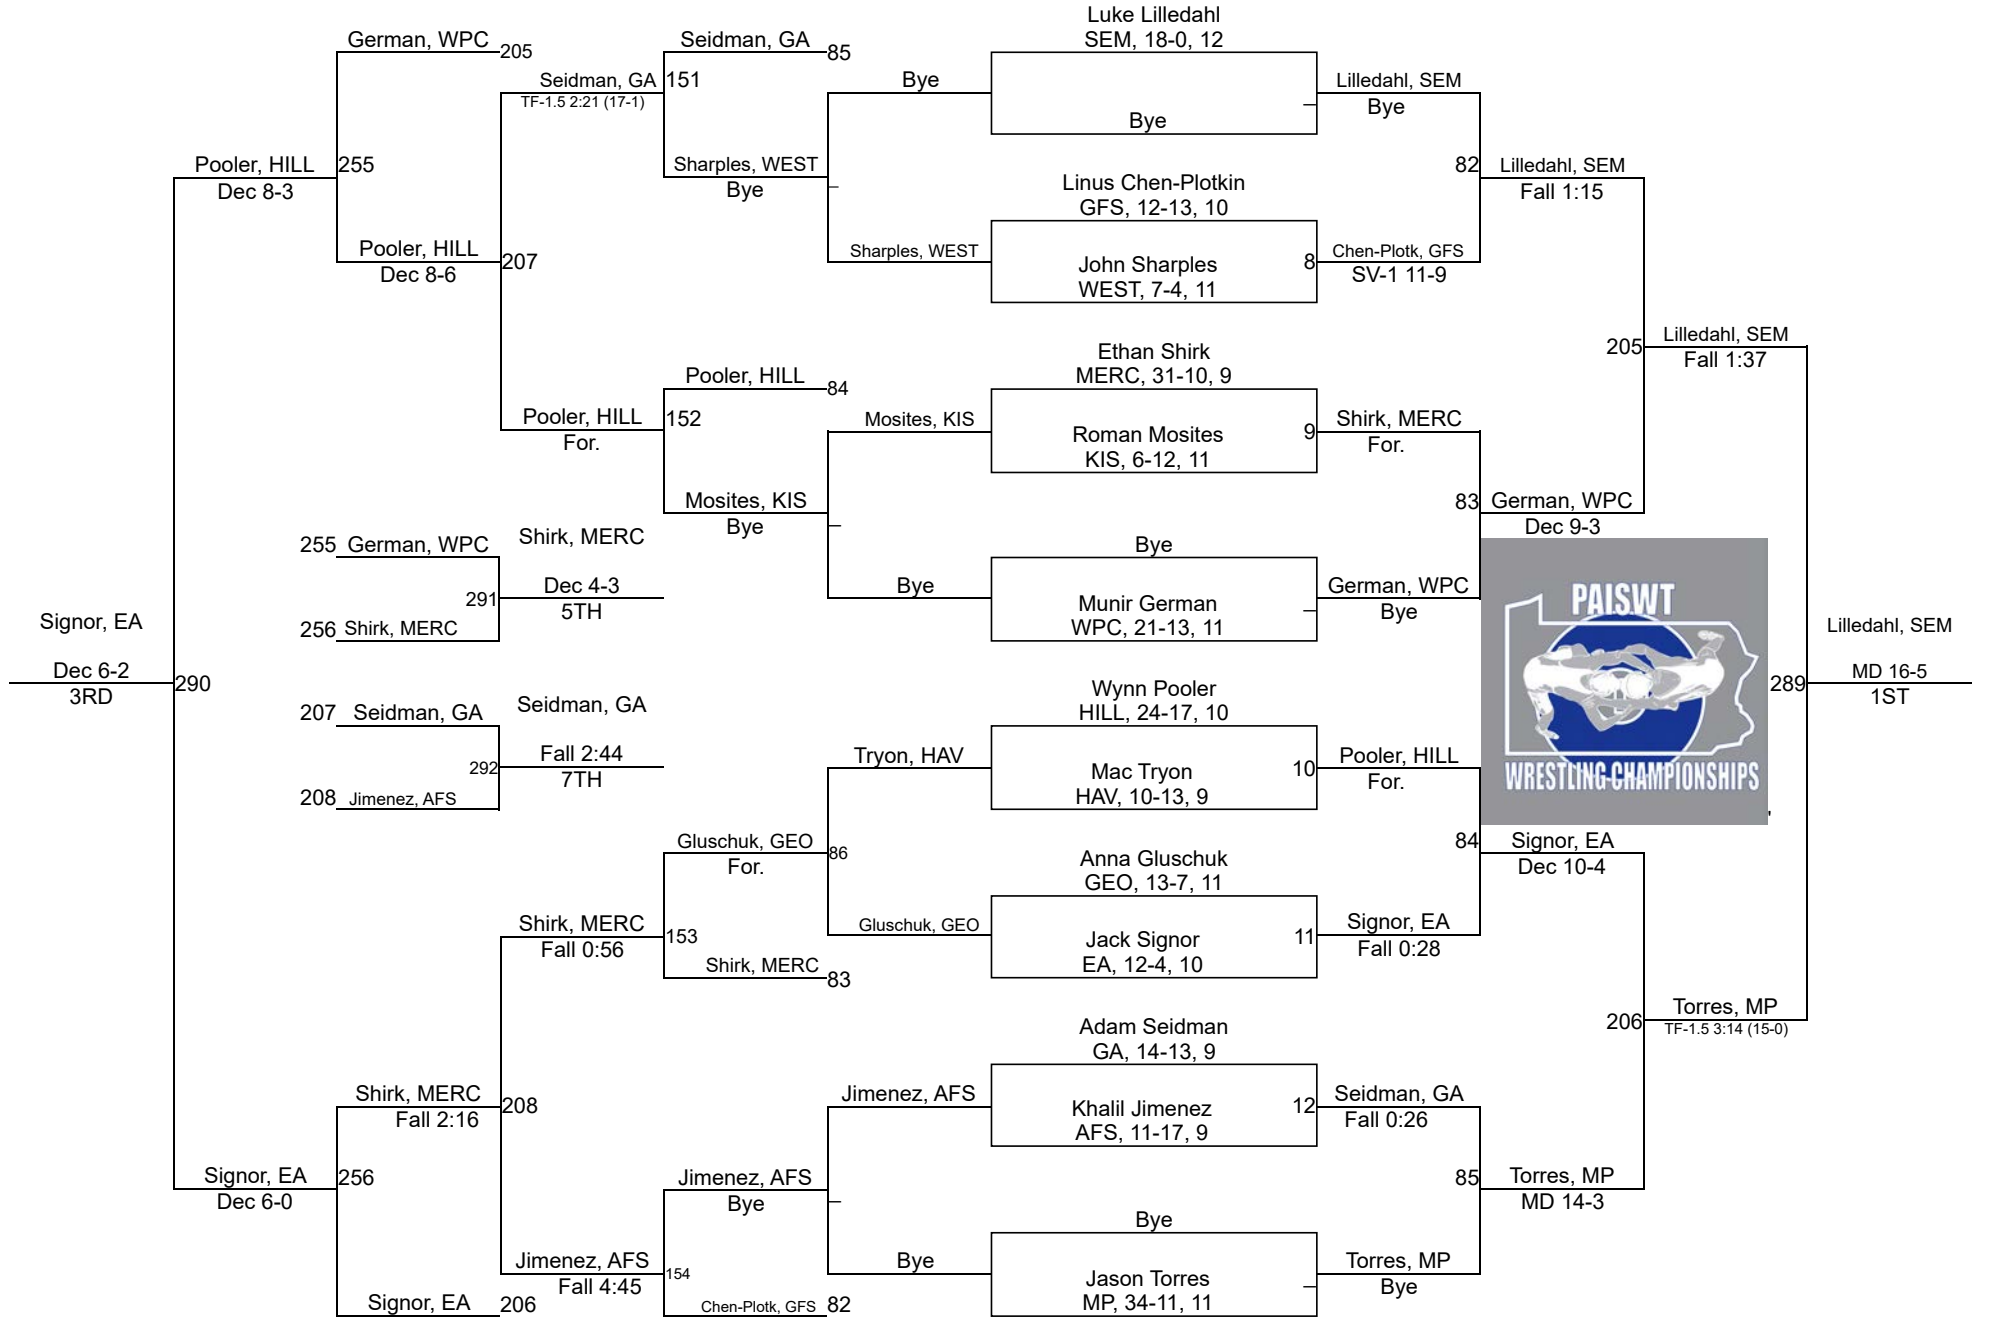 Luke Lilledahl
SEM, 18-0, 12
Bye
Linus Chen-Plotkin
GFS, 12-13, 10
John Sharples
WEST, 7-4, 11
Ethan Shirk
MERC, 31-10, 9
Roman Mosites
KIS, 6-12, 11
Bye
Munir German
WPC, 21-13, 11
Wynn Pooler
HILL, 24-17, 10
Mac Tryon
HAV, 10-13, 9
Anna Gluschuk
GEO, 13-7, 11
Jack Signor
EA, 12-4, 10
Adam Seidman
GA, 14-13, 9
Khalil Jimenez
AFS, 11-17, 9
Bye
Jason Torres
MP, 34-11, 11
Lilledahl, SEM
Bye
8
Chen-Plotk, GFS
SV-1 11-9
9
Shirk, MERC
For.
German, WPC
Bye
10
Pooler, HILL
For.
11
Signor, EA
Fall 0:28
12
Seidman, GA
Fall 0:26
Torres, MP
Bye
82
Lilledahl, SEM
Fall 1:15
83
German, WPC
Dec 9-3
84
Signor, EA
Dec 10-4
85
Torres, MP
MD 14-3
205
Lilledahl, SEM
Fall 1:37
206
Torres, MP
TF-1.5 3:14 (15-0)
PAISWT
WRESTLING CHAMPIONSHIPS
289
Lilledahl, SEM
MD 16-5
1ST
Bye
Sharples, WEST
Mosites, KIS
Bye
Tryon, HAV
Gluschuk, GEO
Jimenez, AFS
Bye
Seidman, GA
85
Sharples, WEST
Bye
Pooler, HILL
84
Mosites, KIS
Bye
Gluschuk, GEO
For.
86
Shirk, MERC
83
Jimenez, AFS
Bye
Chen-Plotk, GFS
82
Seidman, GA
TF-1.5 2:21 (17-1)
151
Pooler, HILL
For.
152
Shirk, MERC
Fall 0:56
153
Jimenez, AFS
Fall 4:45
154
German, WPC
205
Pooler, HILL
Dec 8-6
207
Shirk, MERC
Fall 2:16
208
Signor, EA
206
Pooler, HILL
Dec 8-3
255
Signor, EA
Dec 6-0
256
Signor, EA
Dec 6-2
3RD
290
255 German, WPC
256 Shirk, MERC
291
Shirk, MERC
Dec 4-3
5TH
207 Seidman, GA
208 Jimenez, AFS
292
Seidman, GA
Fall 2:44
7TH